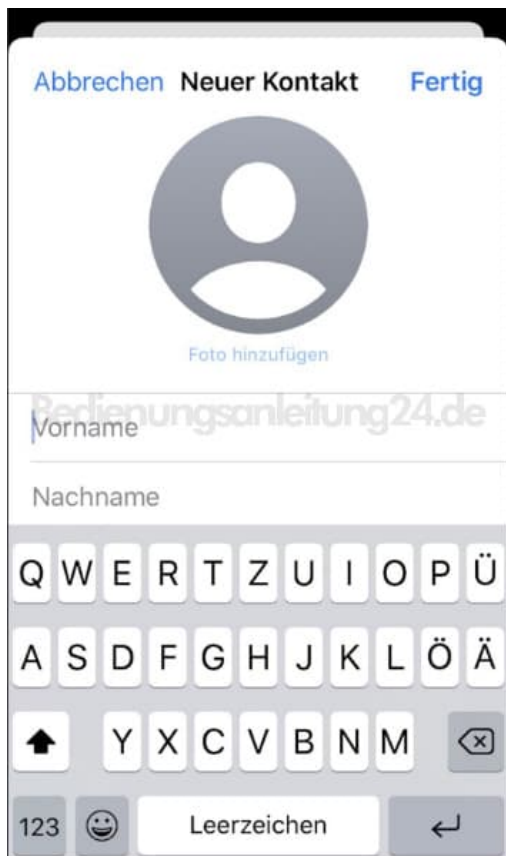 Abbrechen Neuer Kontakt Fertig
Foto hinzufügen
Bedienungsanleitung24.de
Vorname
Nachname
Q W E R T Z U I O P Ü
A S D F G H J K L Ö Ä
Y X C V B N M
123 Leerzeichen